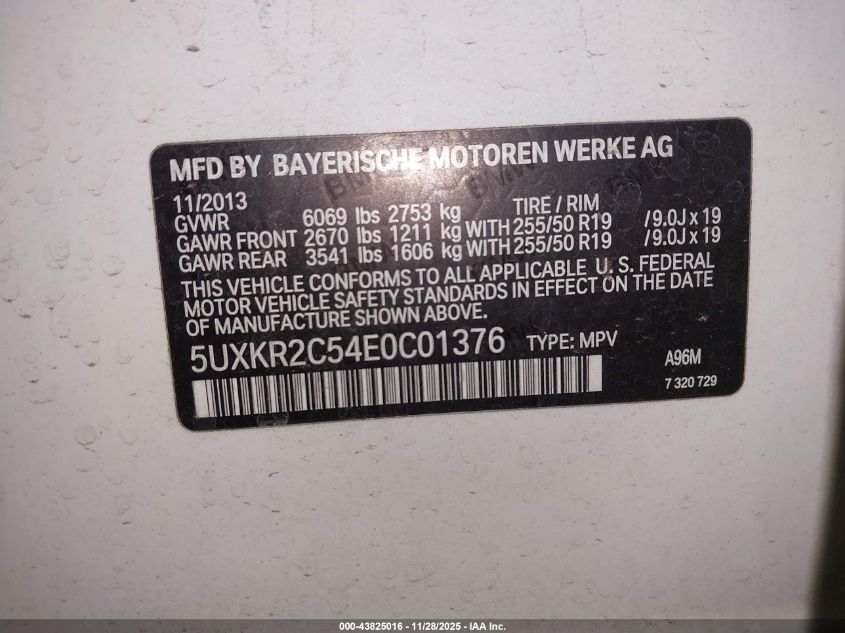 MFD BY BAYERISCHE MOTOREN WERKE AG
11/2013 TIRE / RIM
GVWR 6069 lbs 2753 kg
GAWR FRONT 2670 lbs 1211 kg WITH 255/50 R19 / 9.0J x 19
GAWR REAR 3541 lbs 1606 kg WITH 255/50 R19 / 9.0J x 19
THIS VEHICLE CONFORMS TO ALL APPLICABLE U. S. FEDERAL
MOTOR VEHICLE SAFETY STANDARDS IN EFFECT ON THE DATE
OF MANUFACTURE SHOWN ABOVE.
5UXKR2C54E0C01376 TYPE: MPV A96M
7 320 729
000-43825016 - 11/28/2025 - IAA Inc.